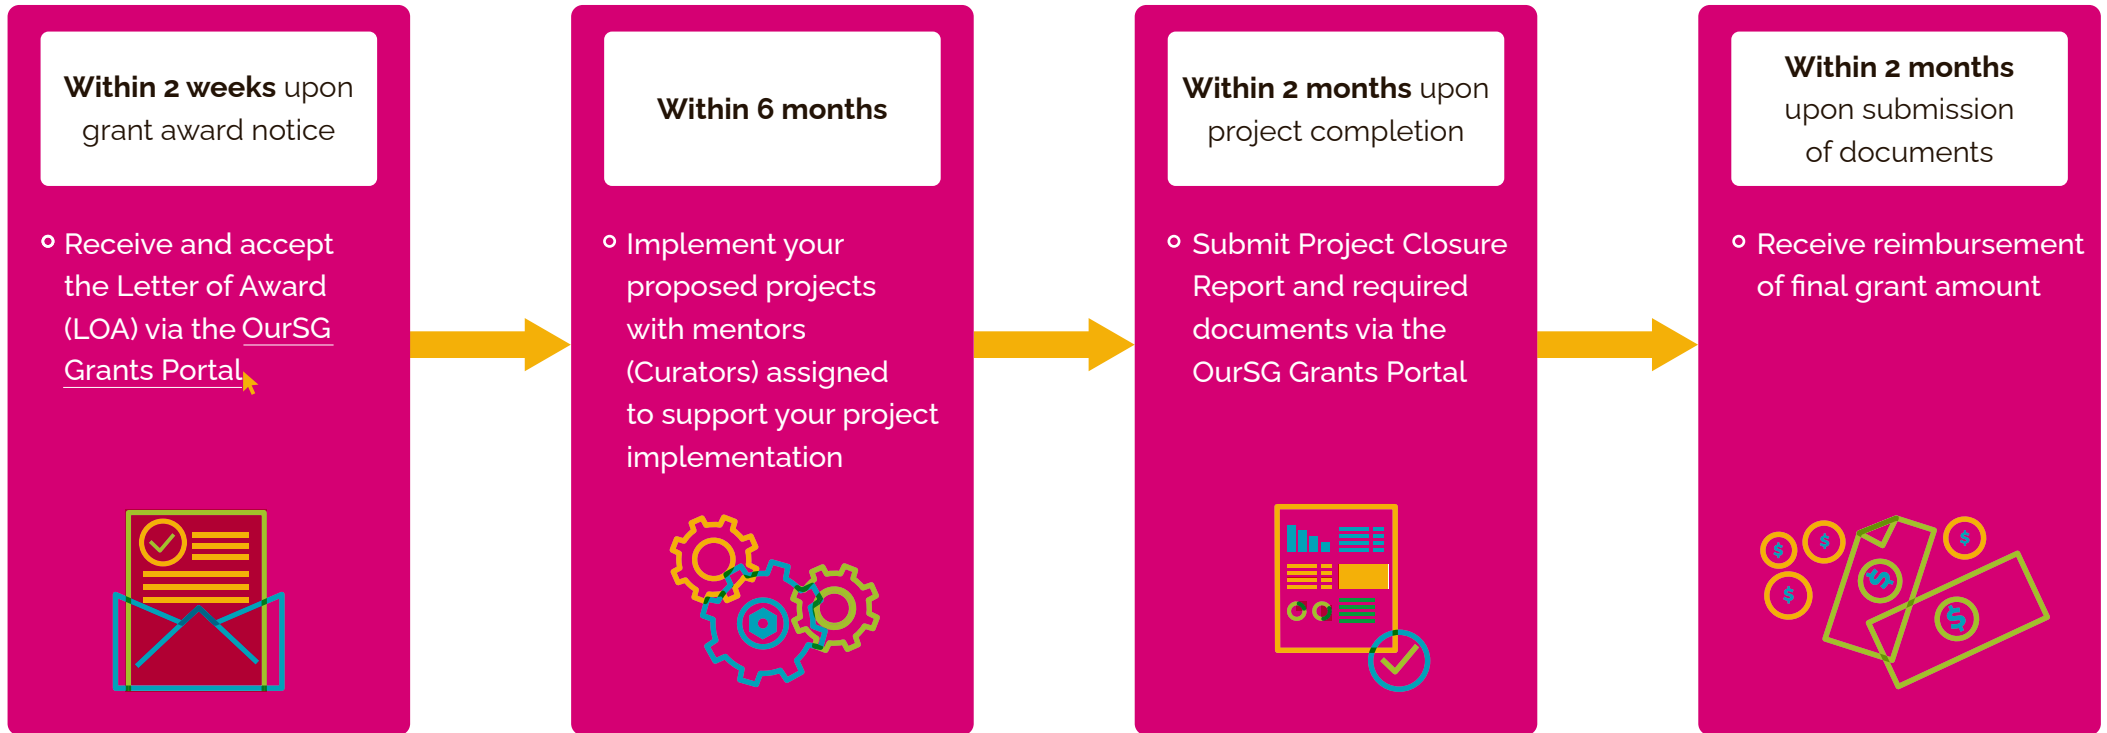 Within 2 weeks upon
grant award notice
Receive and accept
the Letter of Award
(LOA) via the OurSG
Grants Portal
Within 6 months
Implement your
proposed projects
with mentors
(Curators) assigned
to support your project
implementation
Within 2 months upon
project completion
Submit Project Closure
Report and required
documents via the
OurSG Grants Portal
Within 2 months
upon submission
of documents
Receive reimbursement
of final grant amount
$
$
$
$
$
$